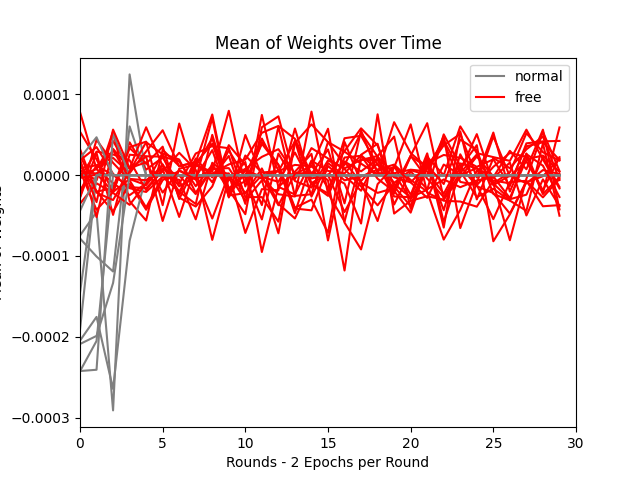 Mean of Weights over Time
normal
free
0.0001
0.0000
−0.0001
−0.0002
−0.0003
0 5 10 15 20 25 30
Rounds - 2 Epochs per Round